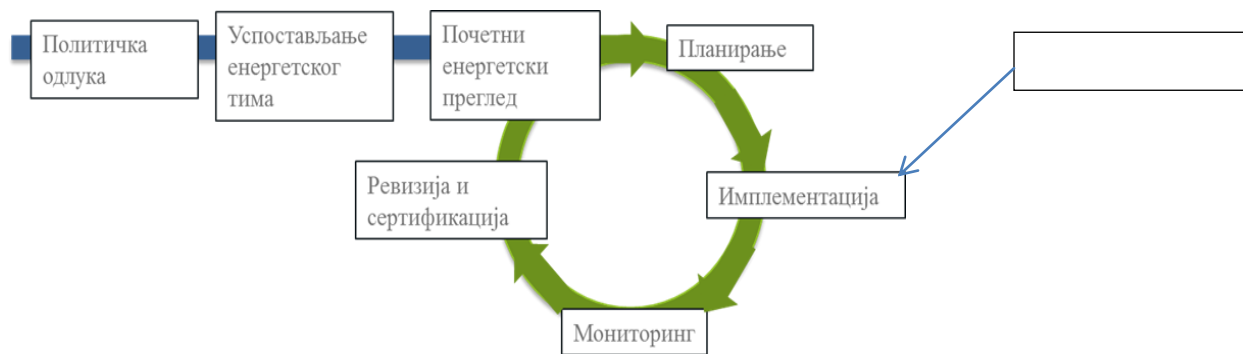 Политичка
одлука
Успостављање
енергетског
тима
Почетни
енергетски
преглед
Планирање
Имплементација
Мониторинг
Ревизија и
сертификација